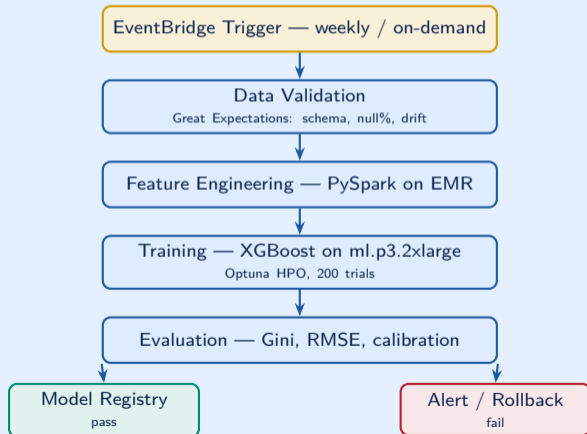 EventBridge Trigger — weekly / on-demand
Data Validation
Great Expectations: schema, null%, drift
Feature Engineering — PySpark on EMR
Training — XGBoost on ml.p3.2xlarge
Optuna HPO, 200 trials
Evaluation — Gini, RMSE, calibration
Model Registry
pass
Alert / Rollback
fail